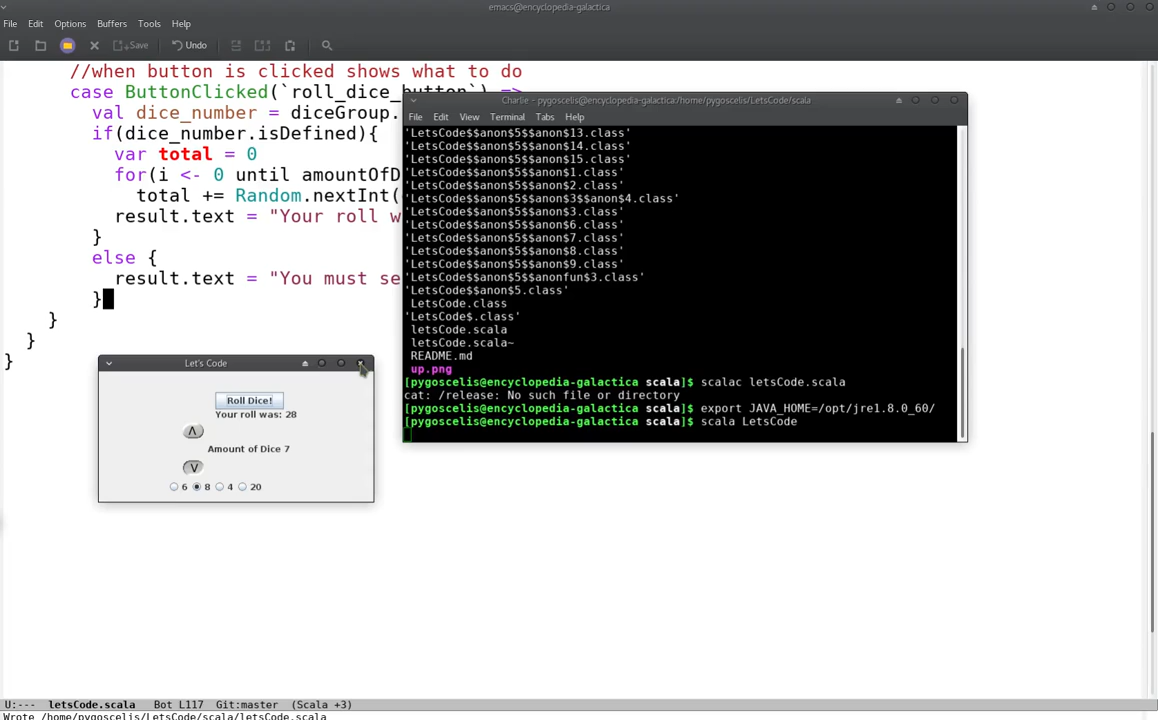 emacs@encyclopedia-galactica
File Edit Options Buffers Tools Help
Save Undo
//when button is clicked shows what to do
case ButtonClicked(`roll_dice_button`) =>
val dice_number = diceGroup.
if(dice_number.isDefined){
var total = 0
for(i <- 0 until amountOfD
total += Random.nextInt(
result.text = "Your roll w
}
else {
result.text = "You must se
}
}
}
}
Charlie - pygoscelis@encyclopedia-galactica:/home/pygoscelis/LetsCode/scala
File Edit View Terminal Tabs Help
'LetsCode$$anon$5$$anon$13.class'
'LetsCode$$anon$5$$anon$14.class'
'LetsCode$$anon$5$$anon$15.class'
'LetsCode$$anon$5$$anon$1.class'
'LetsCode$$anon$5$$anon$2.class'
'LetsCode$$anon$5$$anon$3$$anon$4.class'
'LetsCode$$anon$5$$anon$3.class'
'LetsCode$$anon$5$$anon$6.class'
'LetsCode$$anon$5$$anon$7.class'
'LetsCode$$anon$5$$anon$8.class'
'LetsCode$$anon$5$$anon$9.class'
'LetsCode$$anon$5$$anonfun$3.class'
'LetsCode$$anon$5.class'
LetsCode.class
'LetsCode$.class'
letsCode.scala
letsCode.scala~
README.md
up.png
[pygoscelis@encyclopedia-galactica scala]$ scalac letsCode.scala
cat: /release: No such file or directory
[pygoscelis@encyclopedia-galactica scala]$ export JAVA_HOME=/opt/jre1.8.0_60/
[pygoscelis@encyclopedia-galactica scala]$ scala LetsCode
Let's Code
Roll Dice!
Your roll was: 28
Λ
Amount of Dice 7
V
6 8 4 20
U:--- letsCode.scala Bot L117 Git:master (Scala +3)
Wrote /home/pygoscelis/LetsCode/scala/letsCode.scala